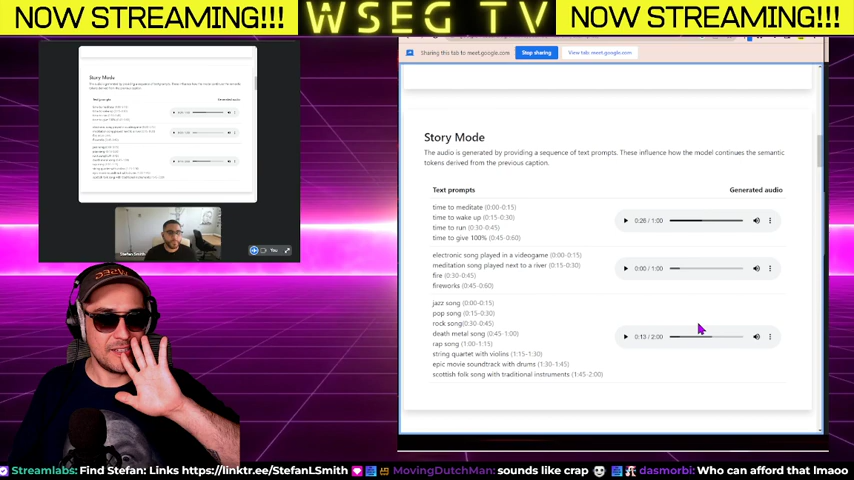 NOW STREAMING!!!
WSEG TV
NOW STREAMING!!!
Sharing this tab to meet.google.com
Stop sharing
View tab: meet.google.com
Story Mode
The audio is generated by providing a sequence of text prompts. These influence how the model continues the semantic
tokens derived from the previous caption.
Text prompts
Generated audio
time to meditate (0:00-0:15)
time to wake up (0:15-0:30)
time to run (0:30-0:45)
time to give 100% (0:45-0:60)
0:28 / 1:00
electronic song played in a videogame (0:00-0:15)
meditation song played next to a river (0:15-0:30)
fire (0:30-0:45)
fireworks (0:45-0:60)
0:00 / 1:00
jazz song (0:00-0:15)
pop song (0:15-0:30)
rock song(0:30-0:45)
death metal song (0:45-1:00)
rap song (1:00-1:15)
string quartet with violins (1:15-1:30)
epic movie soundtrack with drums (1:30-1:45)
scottish folk song with traditional instruments (1:45-2:00)
0:13 / 2:00
Story Mode
Text prompts
Generated audio
Stefan Smith
You
WSEG
Streamlabs: Find Stefan: Links https://linktr.ee/StefanLSmith
MovingDutchMan: sounds like crap
dasmorbi: Who can afford that lmaoo